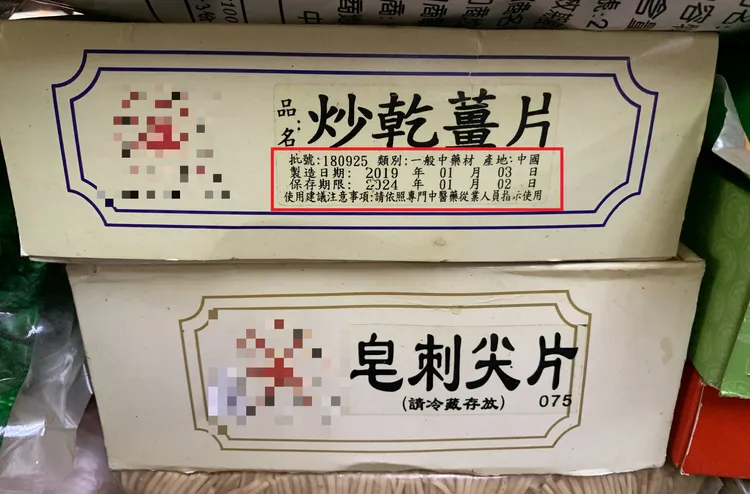 品名:炒乾薑片
批號:180925 類別:一般中藥材 產地:中國
製造日期: 2019 年 01 月 03 日
保存期限: 2024 年 01 月 02 日
使用建議注意事項:請依照專門中醫藥從業人員指示使用
皂刺尖片
(請冷藏存放) 075